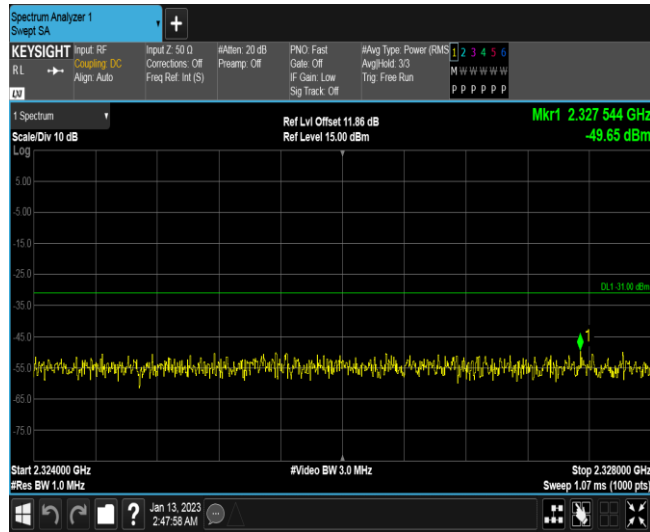 Spectrum Analyzer 1
Swept SA
+
KEYSIGHT
RL
LXI
Input: RF
Coupling: DC
Align: Auto
Input Z: 50 Ω
Corrections: Off
Freq Ref: Int (S)
#Atten: 20 dB
Preamp: Off
PNO: Fast
Gate: Off
IF Gain: Low
Sig Track: Off
#Avg Type: Power (RMS
Avg|Hold: 3/3
Trig: Free Run
1 2 3 4 5 6
M W W W W W
P P P P P P
1 Spectrum
Scale/Div 10 dB
Log
Ref Lvl Offset 11.86 dB
Ref Level 15.00 dBm
Mkr1 2.327 544 GHz
-49.65 dBm
5.00
-5.00
-15.0
-25.0
DL1 -31.00 dBm
-35.0
-45.0
1
-55.0
-65.0
-75.0
Start 2.324000 GHz
#Res BW 1.0 MHz
#Video BW 3.0 MHz
Stop 2.328000 GHz
Sweep 1.07 ms (1000 pts)
?
Jan 13, 2023
2:47:58 AM